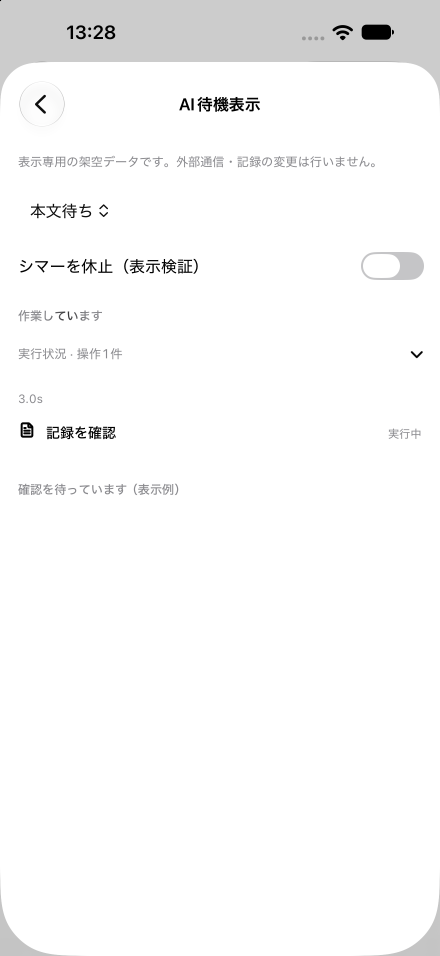 13:28
AI待機表示
表示専用の架空データです。外部通信・記録の変更は行いません。
本文待ち
シマーを休止（表示検証）
作業しています
実行状況 · 操作1件
3.0s
記録を確認 実行中
確認を待っています（表示例）